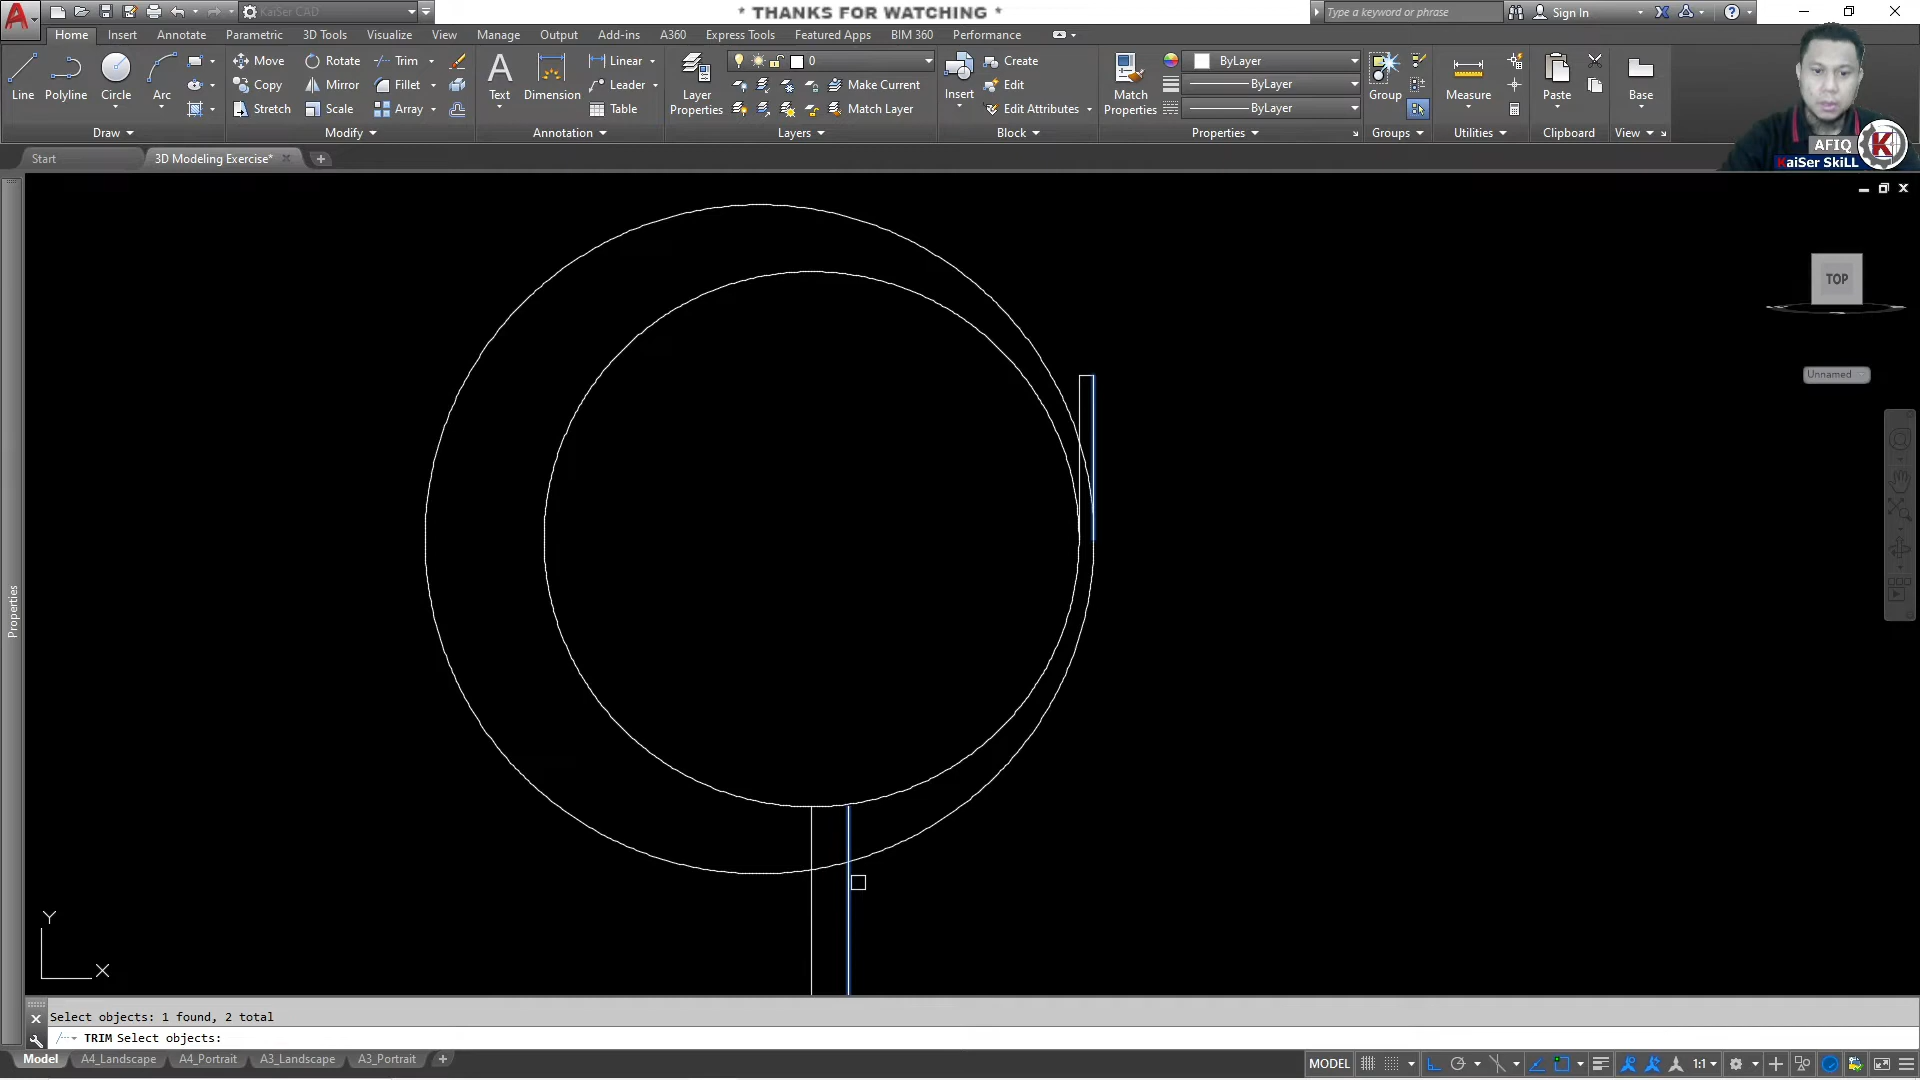 KaiSer CAD
* THANKS FOR WATCHING *
Type a keyword or phrase
Sign In
Home Insert Annotate Parametric 3D Tools Visualize View Manage Output Add-ins A360 Express Tools Featured Apps BIM 360 Performance
Line Polyline Circle Arc
Move Rotate Trim
Copy Mirror Fillet
Stretch Scale Array
Text Dimension
Linear
Leader
Table
Layer Properties
0
Make Current
Match Layer
Insert
Create
Edit
Edit Attributes
Match Properties
ByLayer
ByLayer
ByLayer
Group
Measure
Paste
Base
Draw Modify Annotation Layers Block Properties Groups Utilities Clipboard View
AFIQ
KaiSer SkiLL
Start 3D Modeling Exercise*
TOP
Unnamed
Properties
Y
X
Select objects: 1 found, 2 total
TRIM Select objects:
Model A4_Landscape A4_Portrait A3_Landscape A3_Portrait
MODEL 1:1